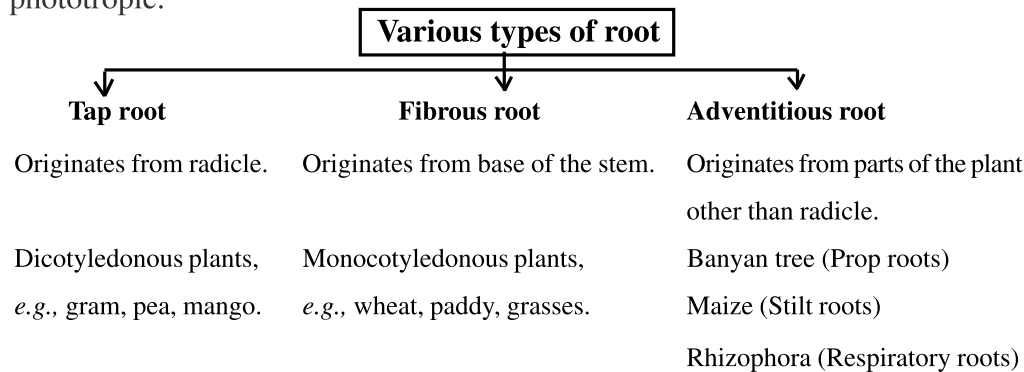 phototropic.
Various types of root
Tap root
Originates from radicle.
Dicotyledonous plants,
e.g., gram, pea, mango.
Fibrous root
Originates from base of the stem.
Monocotyledonous plants,
e.g., wheat, paddy, grasses.
Adventitious root
Originates from parts of the plant
other than radicle.
Banyan tree (Prop roots)
Maize (Stilt roots)
Rhizophora (Respiratory roots)